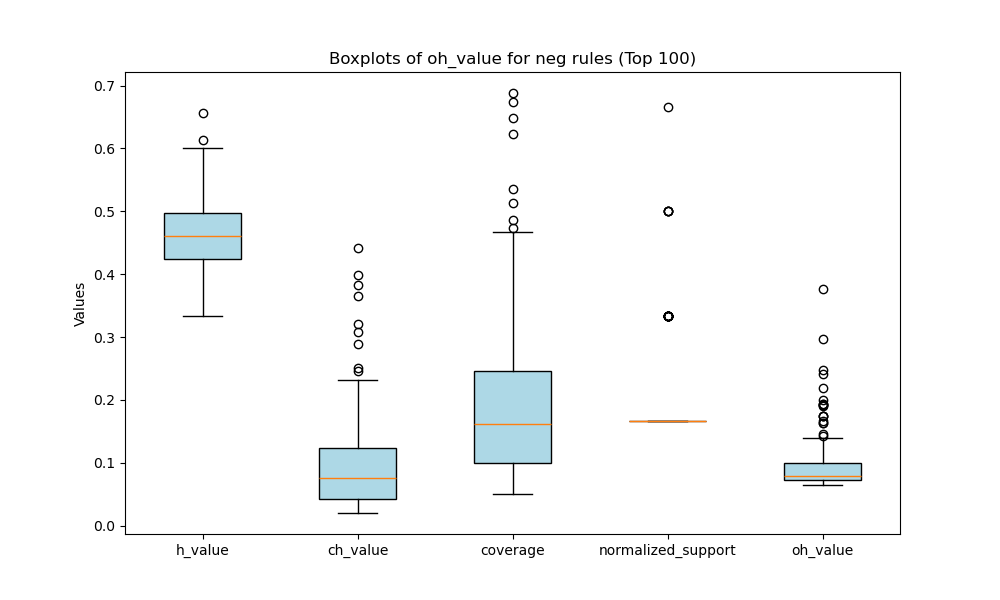 Boxplots of oh_value for neg rules (Top 100)
Values
0.7
0.6
0.5
0.4
0.3
0.2
0.1
0.0
h_value
ch_value
coverage
normalized_support
oh_value